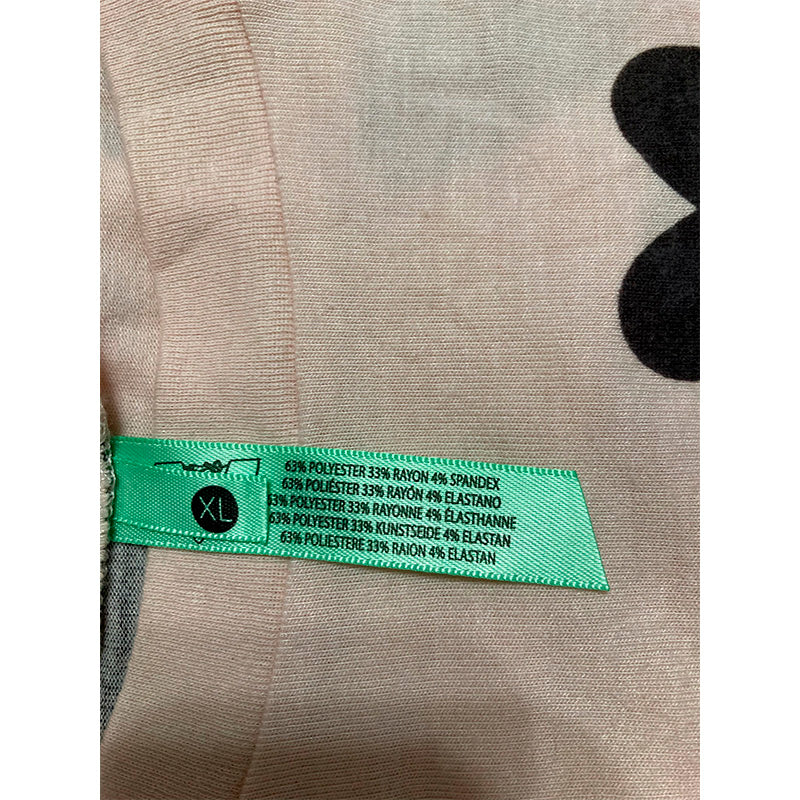 63% POLYESTER 33% RAYON 4% SPANDEX
63% POLIÉSTER 33% RAYÓN 4% ELASTANO
63% POLYESTER 33% RAYONNE 4% ÉLASTHANNE
63% POLYESTER 33% KUNSTSEIDE 4% ELASTAN
63% POLIESTERE 33% RAION 4% ELASTAN
XL